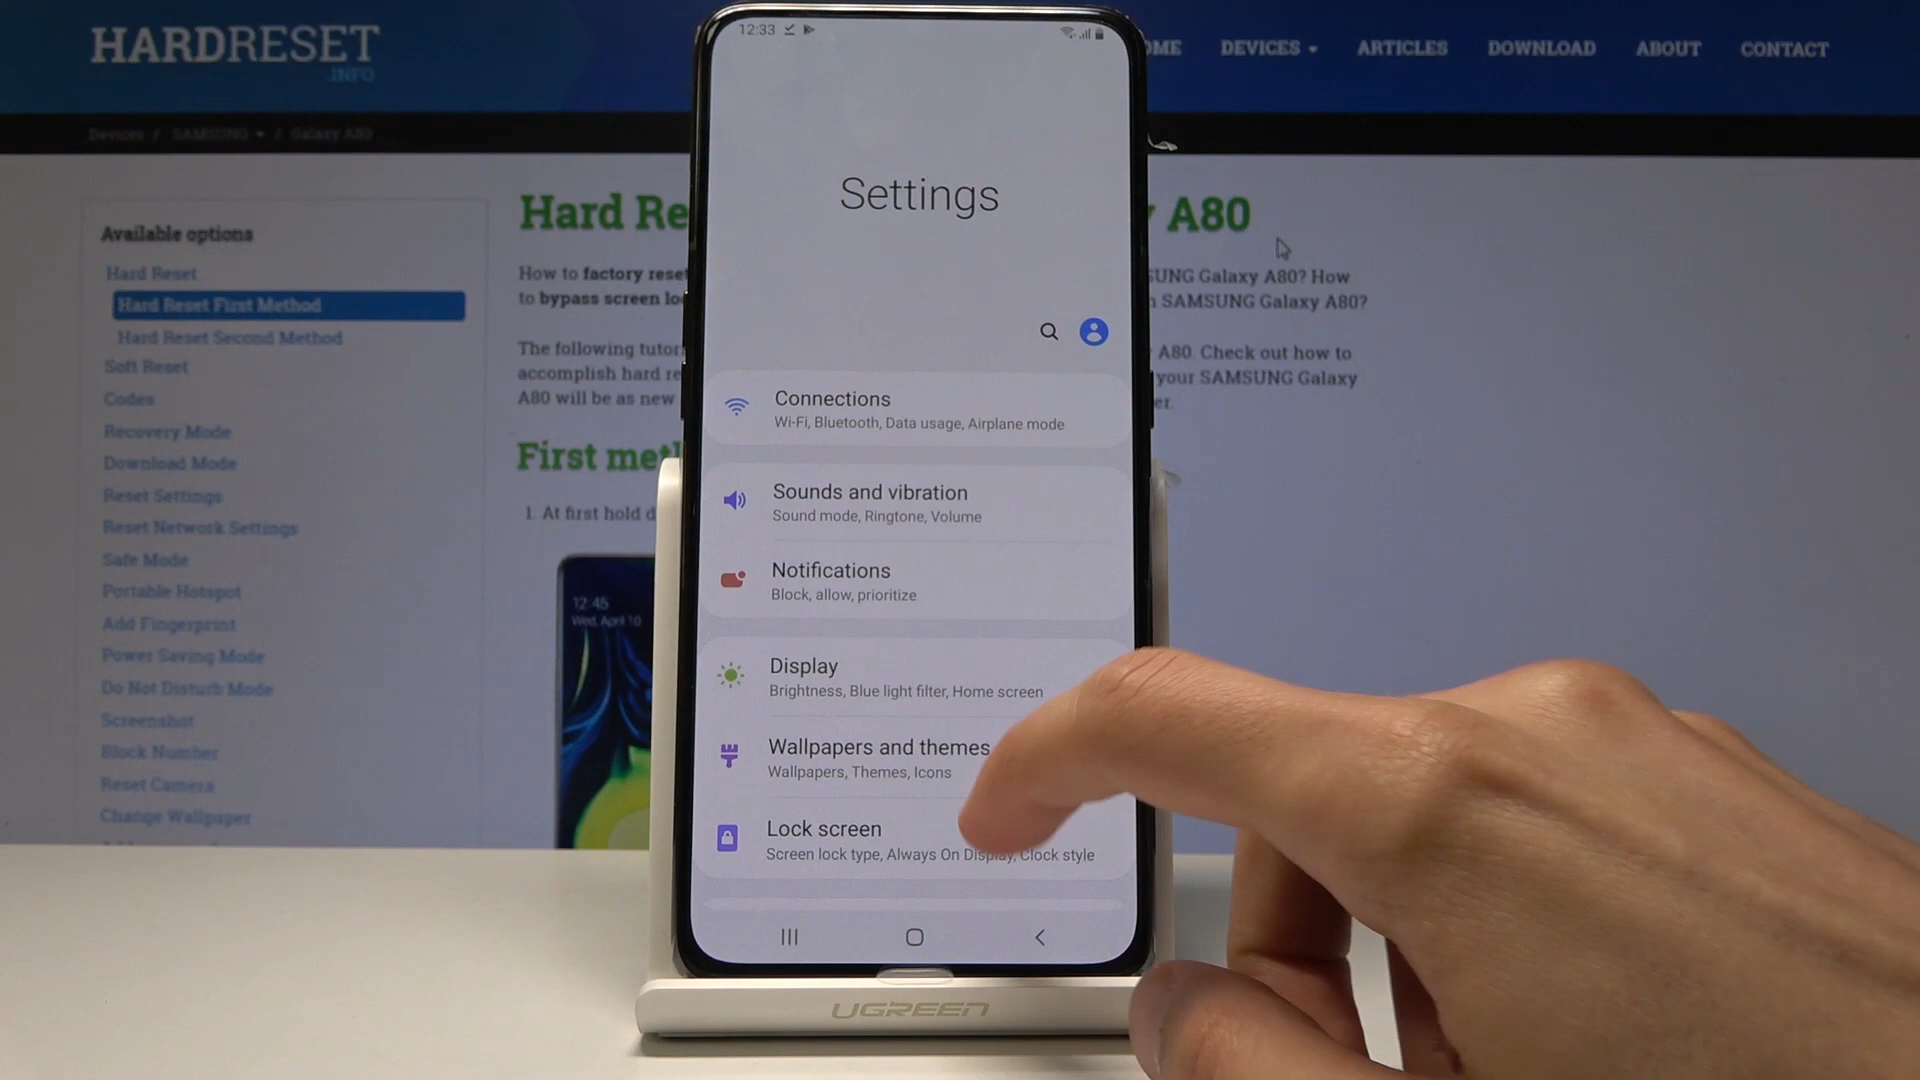 HARDRESET
.INFO
OME
DEVICES
ARTICLES
DOWNLOAD
ABOUT
CONTACT
Devices / SAMSUNG / Galaxy A80
Available options
Hard Reset
Hard Reset First Method
Hard Reset Second Method
Soft Reset
Codes
Recovery Mode
Download Mode
Reset Settings
Reset Network Settings
Safe Mode
Portable Hotspot
Add Fingerprint
Power Saving Mode
Do Not Disturb Mode
Screenshot
Block Number
Reset Camera
Change Wallpaper
Hard Re
A80
How to factory reset
SUNG Galaxy A80? How
to bypass screen lo
SAMSUNG Galaxy A80?
The following tutor
A80. Check out how to
accomplish hard re
your SAMSUNG Galaxy
A80 will be as new
er.
First met
1. At first hold d
12:45
Wed, April 10
12:33
Settings
Connections
Wi-Fi, Bluetooth, Data usage, Airplane mode
Sounds and vibration
Sound mode, Ringtone, Volume
Notifications
Block, allow, prioritize
Display
Brightness, Blue light filter, Home screen
Wallpapers and themes
Wallpapers, Themes, Icons
Lock screen
Screen lock type, Always On Display, Clock style
UGREEN